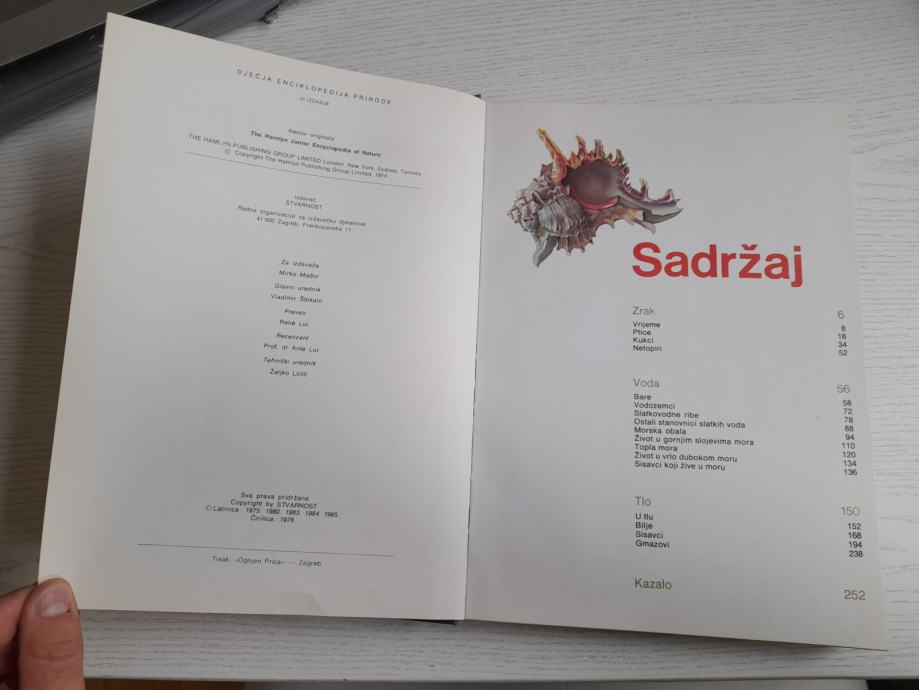 DJEČJA ENCIKLOPEDIJA PRIRODE
VI IZDANJE
Naslov originala
The Hamlyn Junior Encyclopedia of Nature
THE HAMLYN PUBLISHING GROUP LIMITED London, New York, Sydney, Toronto
© Copyright The Hamlyn Publishing Group Limited, 1974
Izdavač
STVARNOST
Radna organizacija za izdavačku djelatnost
41 000 Zagreb, Frankopanska 11
Za izdavača
Mirko Mađor
Glavni urednik
Vladimir Štokalo
Preveo
Renè Lui
Recenzent
Prof. dr Ante Lui
Tehnički urednik
Željko Lolić
Sva prava pridržana
Copyright by STVARNOST
© Latinica: 1975, 1980, 1983, 1984, 1985.
Ćirilica: 1976.
Tisak: »Ognjen Prica« — Zagreb
Sadržaj
Zrak 6
Vrijeme 8
Ptice 18
Kukci 34
Netopiri 52
Voda 56
Bare 58
Vodozemci 72
Slatkovodne ribe 78
Ostali stanovnici slatkih voda 88
Morska obala 94
Život u gornjim slojevima mora 110
Topla mora 120
Život u vrlo dubokom moru 134
Sisavci koji žive u moru 136
Tlo 150
U tlu 152
Bilje 168
Sisavci 194
Gmazovi 238
Kazalo 252